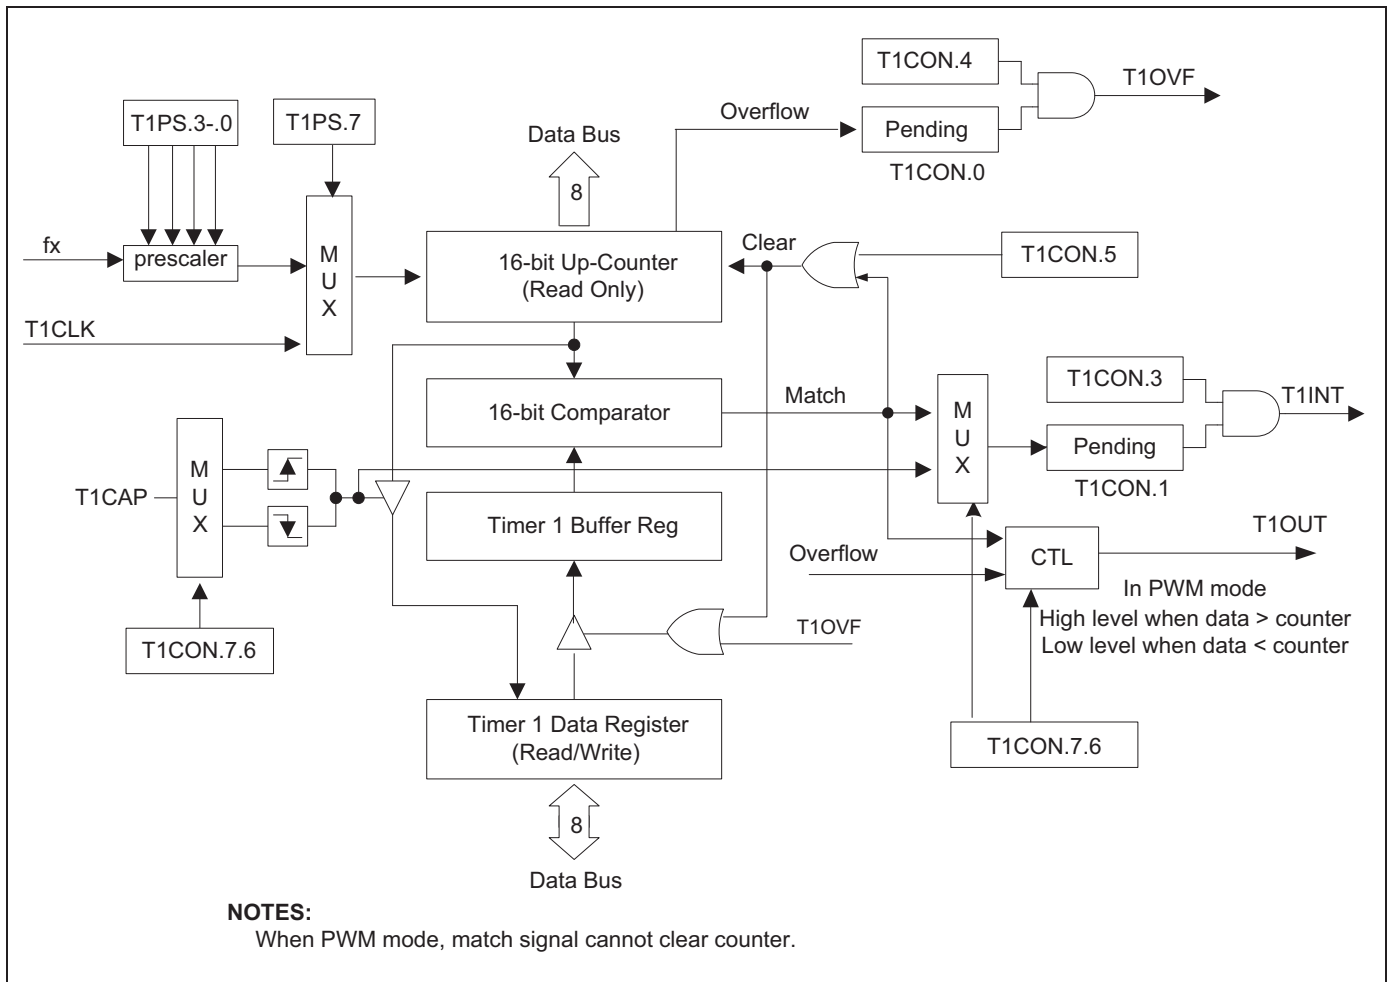 T1CON.4
T1OVF
T1PS.3-.0
T1PS.7
Overflow
Pending
T1CON.0
Data Bus
8
fx
prescaler
M
U
X
T1CLK
16-bit Up-Counter
(Read Only)
Clear
T1CON.5
16-bit Comparator
Match
M
U
X
T1CON.3
T1INT
Pending
T1CON.1
T1CAP
M
U
X
Timer 1 Buffer Reg
Overflow
CTL
T1OUT
In PWM mode
High level when data > counter
Low level when data < counter
T1CON.7.6
T1OVF
Timer 1 Data Register
(Read/Write)
T1CON.7.6
8
Data Bus
NOTES:
When PWM mode, match signal cannot clear counter.